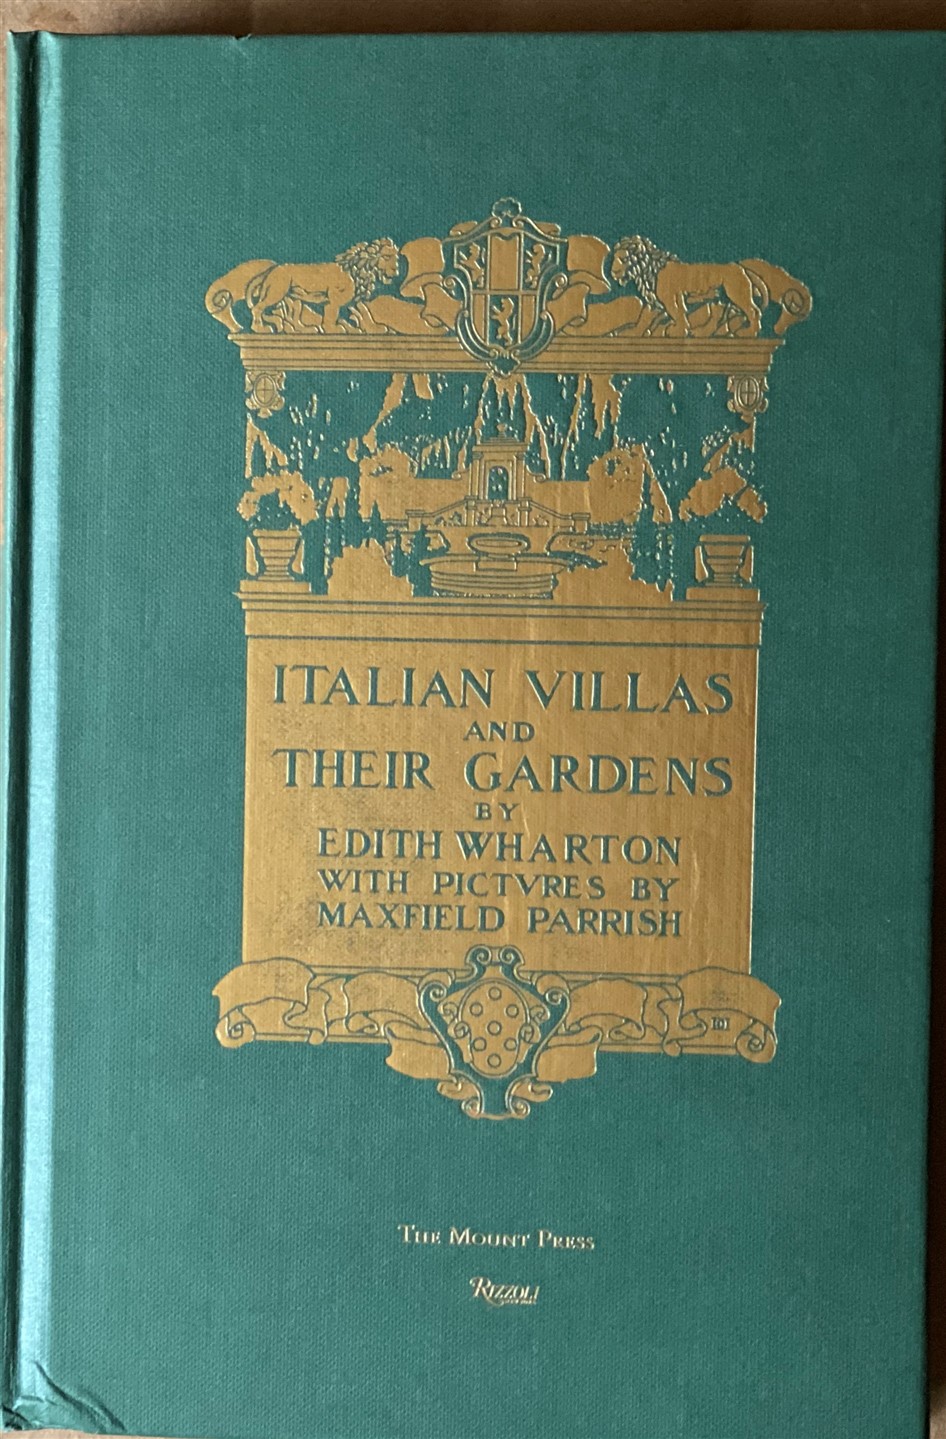 ITALIAN VILLAS
AND
THEIR GARDENS
BY
EDITH WHARTON
WITH PICTVRES BY
MAXFIELD PARRISH
THE MOUNT PRESS
RIZZOLI